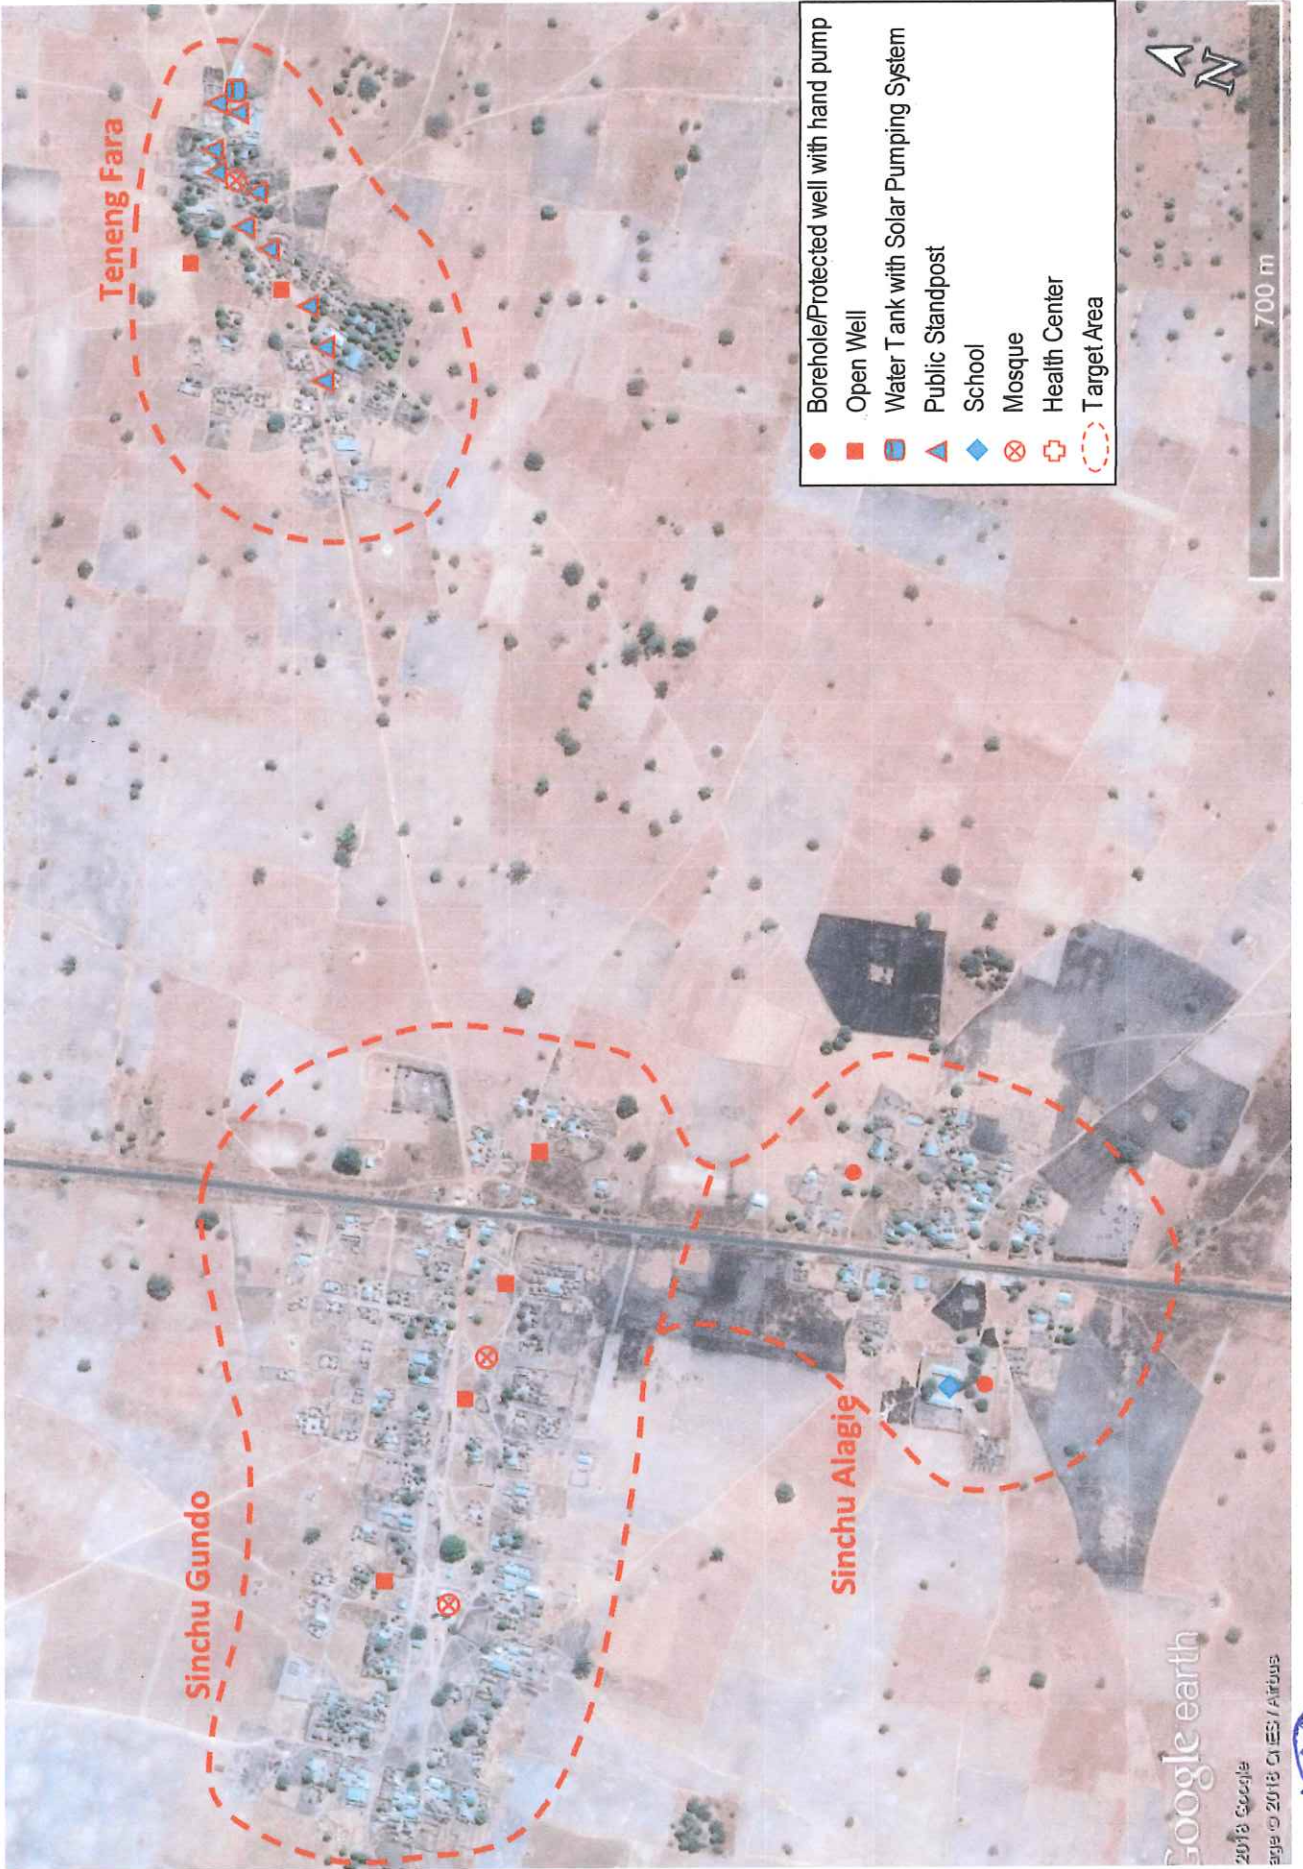 Teneng Fara
Sinchu Gundo
Sinchu Alagie
Borehole/Protected well with hand pump
Open Well
Water Tank with Solar Pumping System
Public Standpost
School
Mosque
Health Center
Target Area
N
700 m
Google earth
2018 Google
age © 2018 CNES / Airbus